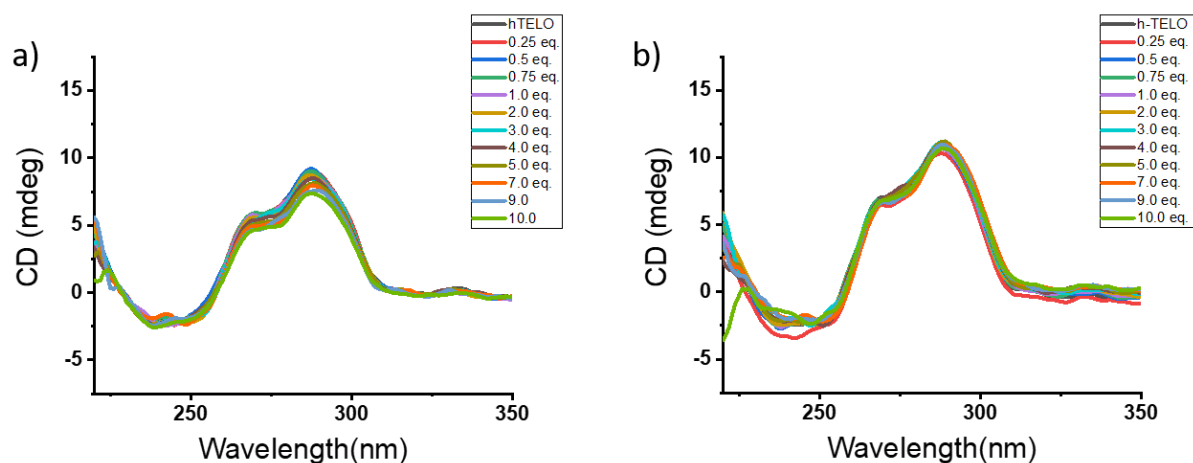 a)
hTELO
0.25 eq.
0.5 eq.
0.75 eq.
1.0 eq.
2.0 eq.
3.0 eq.
4.0 eq.
5.0 eq.
7.0 eq.
9.0
10.0
15
10
5
0
-5
CD (mdeg)
250
300
350
Wavelength(nm)
b)
h-TELO
0.25 eq.
0.5 eq.
0.75 eq.
1.0 eq.
2.0 eq.
3.0 eq.
4.0 eq.
5.0 eq.
7.0 eq.
9.0 eq.
10.0 eq.
15
10
5
0
-5
CD (mdeg)
250
300
350
Wavelength(nm)